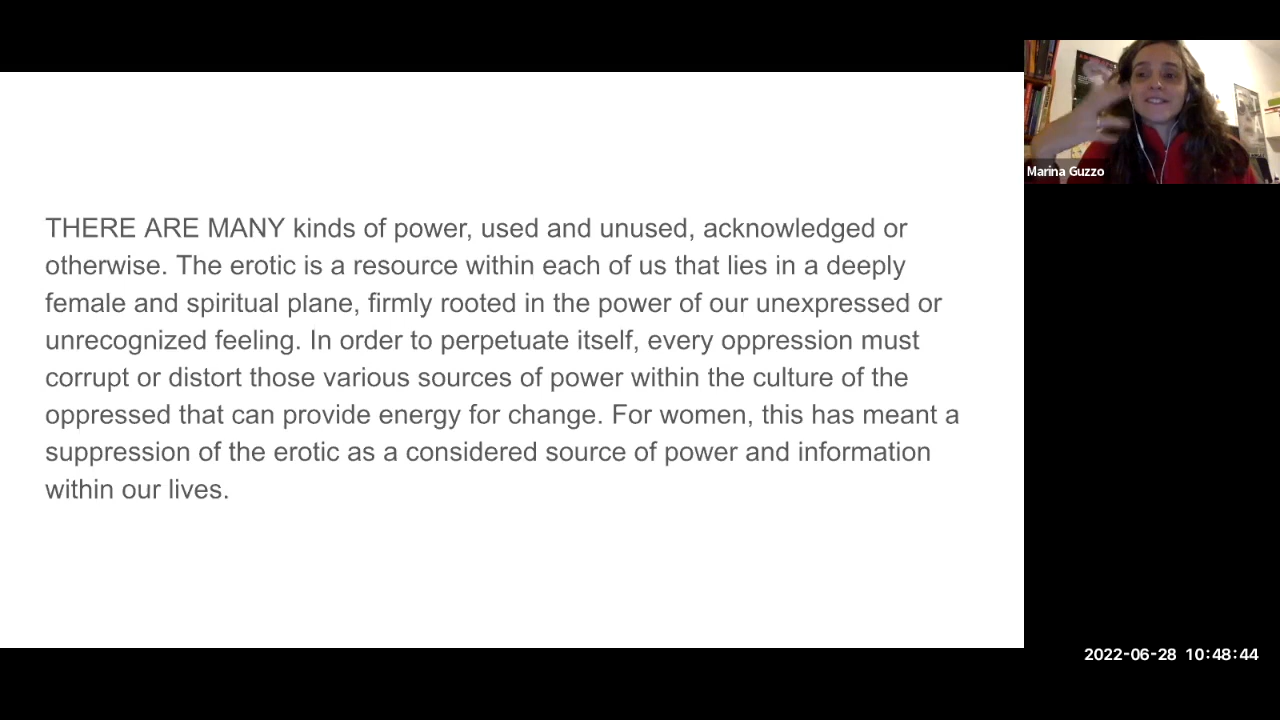 THERE ARE MANY kinds of power, used and unused, acknowledged or
otherwise. The erotic is a resource within each of us that lies in a deeply
female and spiritual plane, firmly rooted in the power of our unexpressed or
unrecognized feeling. In order to perpetuate itself, every oppression must
corrupt or distort those various sources of power within the culture of the
oppressed that can provide energy for change. For women, this has meant a
suppression of the erotic as a considered source of power and information
within our lives.
Marina Guzzo
2022-06-28 10:48:44